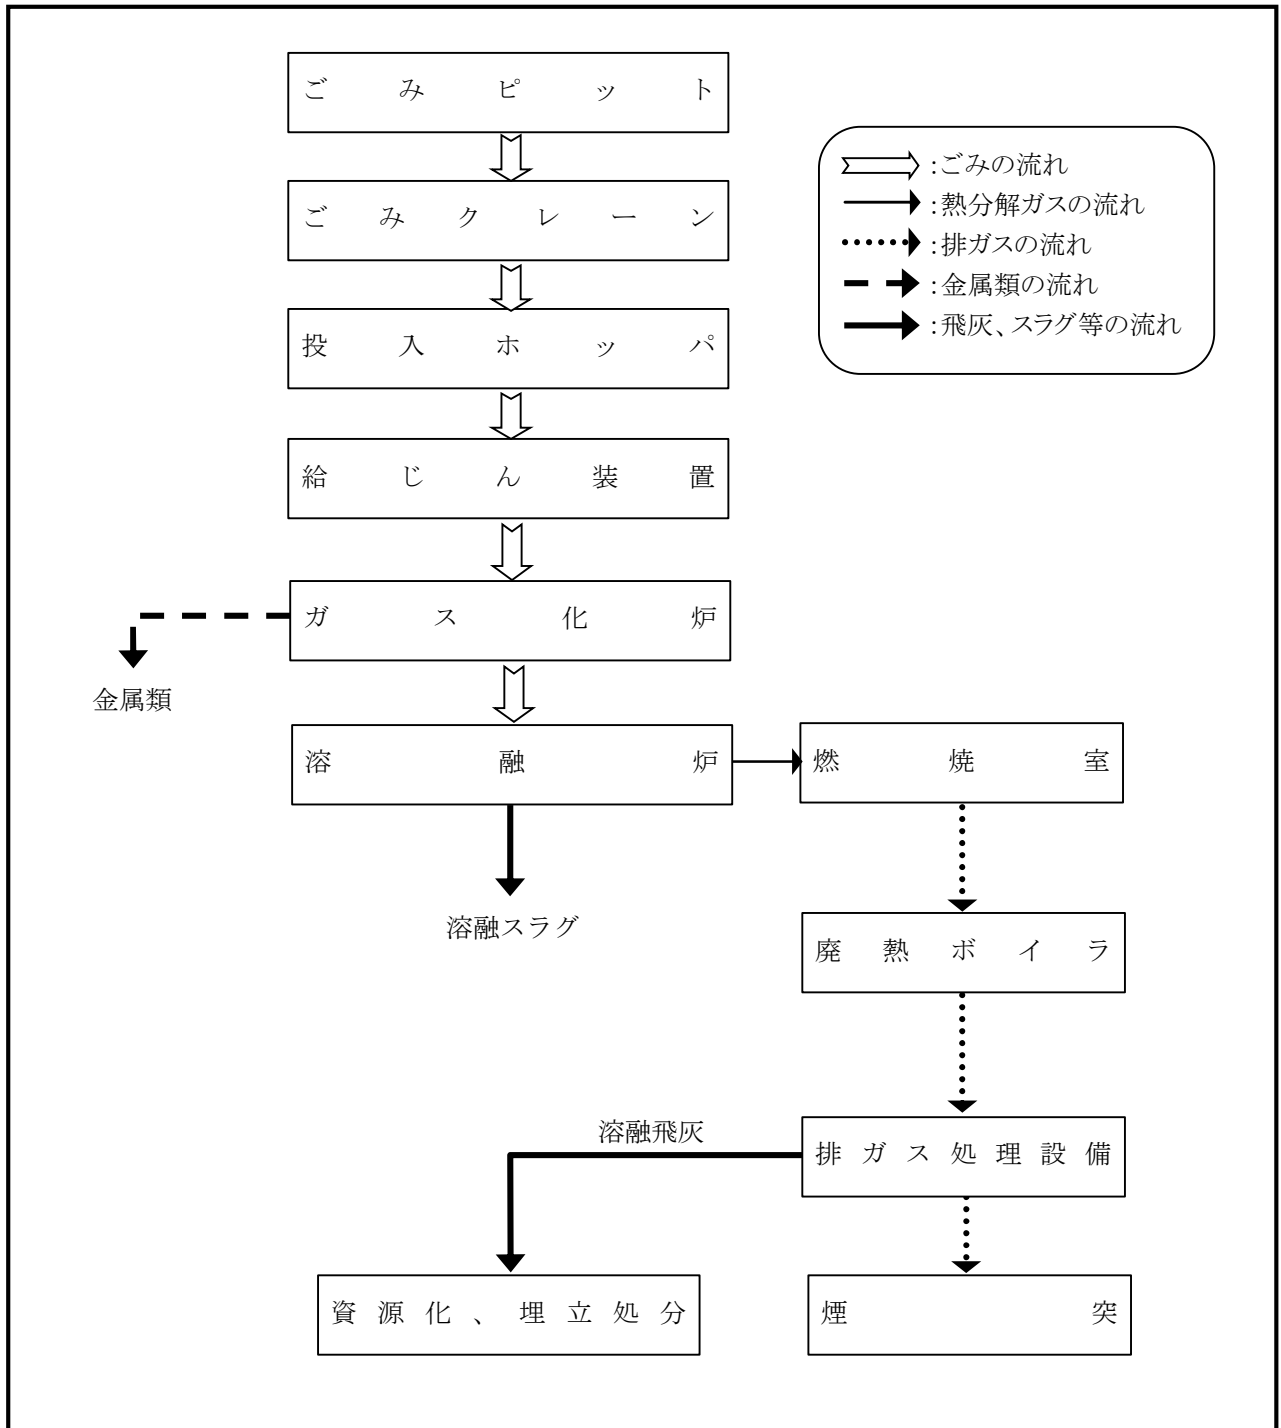 ごみピット
ごみクレーン
投入ホッパ
給じん装置
ガス化炉
金属類
溶融炉
溶融スラグ
燃焼室
廃熱ボイラ
排ガス処理設備
溶融飛灰
資源化、埋立処分
煙突
:ごみの流れ
:熱分解ガスの流れ
:排ガスの流れ
:金属類の流れ
:飛灰、スラグ等の流れ